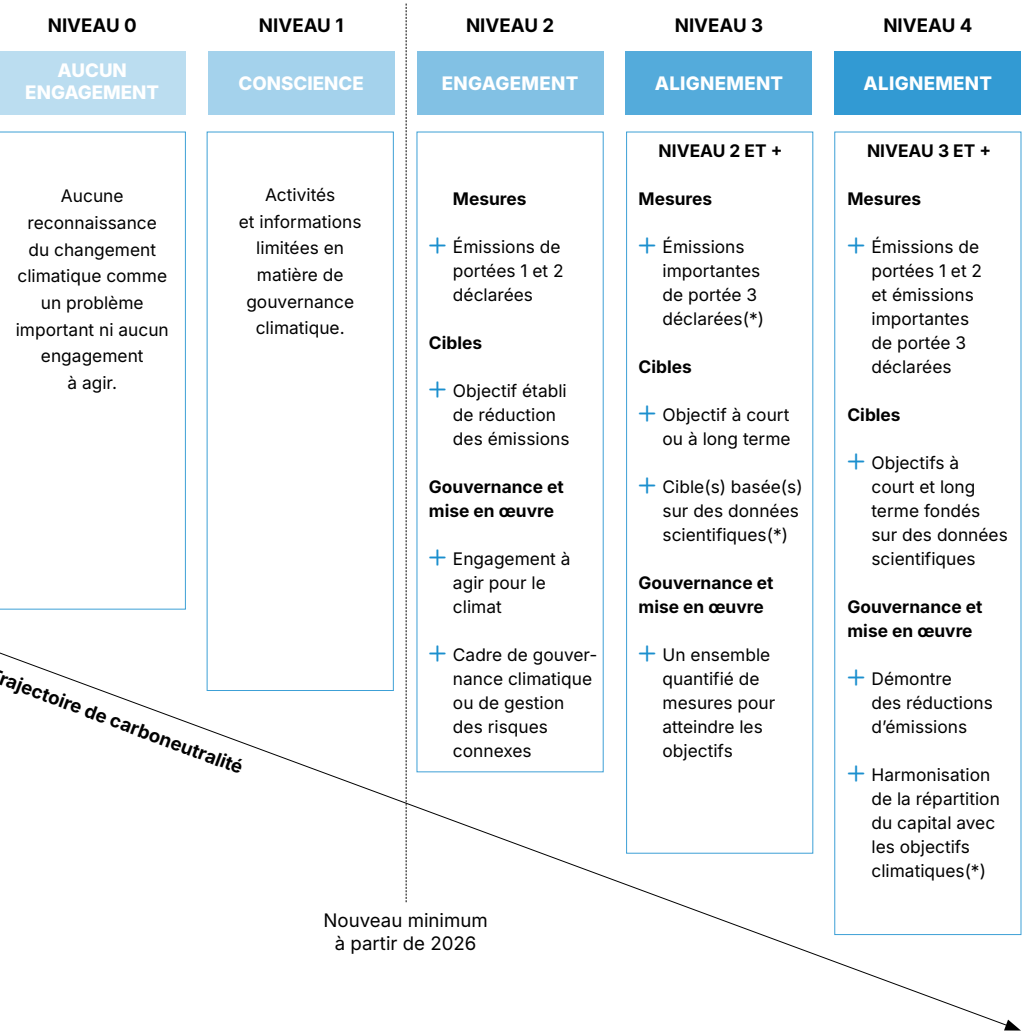 NIVEAU 0
AUCUN
ENGAGEMENT
Aucune
reconnaissance
du changement
climatique comme
un problème
important ni aucun
engagement
à agir.
NIVEAU 1
CONSCIENCE
Activités
et informations
limitées en
matière de
gouvernance
climatique.
NIVEAU 2
ENGAGEMENT
Mesures
+ Émissions de
portées 1 et 2
déclarées
Cibles
+ Objectif établi
de réduction
des émissions
Gouvernance et
mise en œuvre
+ Engagement à
agir pour le
climat
+ Cadre de gouver-
nance climatique
ou de gestion
des risques
connexes
NIVEAU 3
ALIGNEMENT
NIVEAU 2 ET +
Mesures
+ Émissions
importantes
de portée 3
déclarées(*)
Cibles
+ Objectif à court
ou à long terme
+ Cible(s) basée(s)
sur des données
scientifiques(*)
Gouvernance et
mise en œuvre
+ Un ensemble
quantifié de
mesures pour
atteindre les
objectifs
NIVEAU 4
ALIGNEMENT
NIVEAU 3 ET +
Mesures
+ Émissions de
portées 1 et 2
et émissions
importantes
de portée 3
déclarées
Cibles
+ Objectifs à
court et long
terme fondés
sur des données
scientifiques
Gouvernance et
mise en œuvre
+ Démontre
des réductions
d’émissions
+ Harmonisation
de la répartition
du capital avec
les objectifs
climatiques(*)
Trajectoire de carboneutralité
Nouveau minimum
à partir de 2026